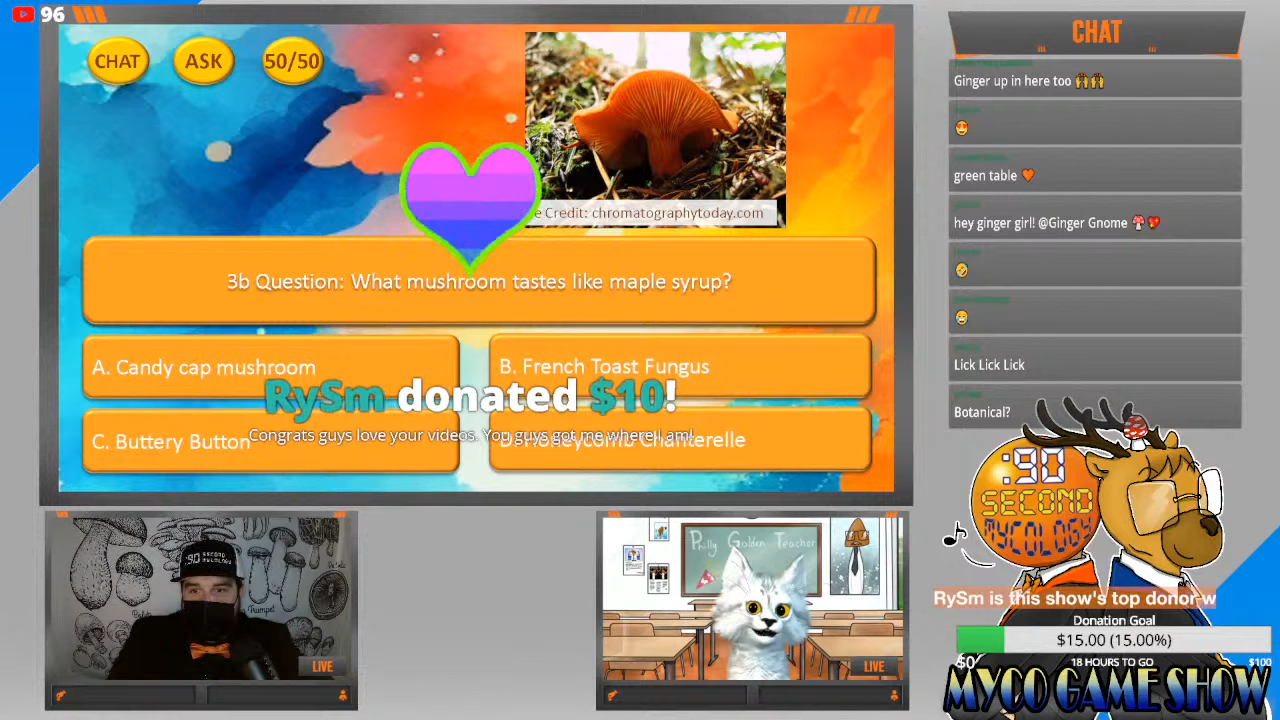 96
CHAT
ASK
50/50
e Credit: chromatographytoday.com
3b Question: What mushroom tastes like maple syrup?
A. Candy cap mushroom
B. French Toast Fungus
RySm donated $10!
Congrats guys love your videos. You guys got me where I am!
C. Buttery Button
D. Honeycomb Chanterelle
CHAT
Ginger up in here too
green table
hey ginger girl! @Ginger Gnome
Lick Lick Lick
Botanical?
:90
SECOND
MYCOLOGY
RySm is this show's top donor w
Donation Goal
$15.00 (15.00%)
18 HOURS TO GO
$100
MYCO GAME SHOW
:90 SECOND
MYCOLOGY
Trumpet
LIVE
Philly Golden Teacher
LIVE